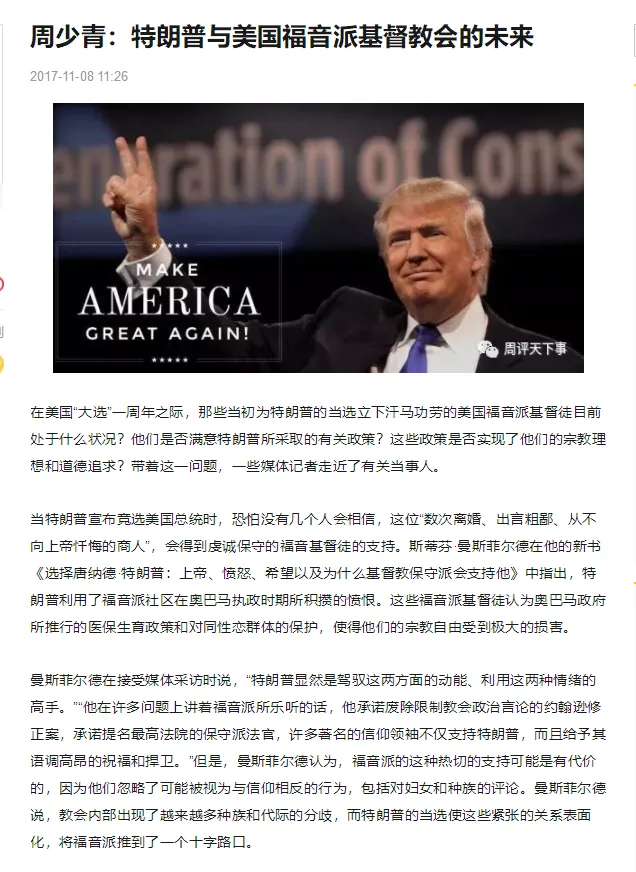 周少青：特朗普与美国福音派基督教会的未来
2017-11-08 11:26
eneration of Cons
MAKE
AMERICA
GREAT AGAIN!
周评天下事
在美国“大选”一周年之际，那些当初为特朗普的当选立下汗马功劳的美国福音派基督徒目前
处于什么状况？他们是否满意特朗普所采取的有关政策？这些政策是否实现了他们的宗教理
想和道德追求？带着这一问题，一些媒体记者走近了有关当事人。
当特朗普宣布竞选美国总统时，恐怕没有几个人会相信，这位“数次离婚、出言粗鄙、从不
向上帝忏悔的商人”，会得到虔诚保守的福音基督徒的支持。斯蒂芬·曼斯菲尔德在他的新书
《选择唐纳德·特朗普：上帝、愤怒、希望以及为什么基督教保守派会支持他》中指出，特
朗普利用了福音派社区在奥巴马执政时期所积攒的愤恨。这些福音派基督徒认为奥巴马政府
所推行的医保生育政策和对同性恋群体的保护，使得他们的宗教自由受到极大的损害。
曼斯菲尔德在接受媒体采访时说，“特朗普显然是驾驭这两方面的动能、利用这两种情绪的
高手。”“他在许多问题上讲着福音派所乐听的话，他承诺废除限制教会政治言论的约翰逊修
正案，承诺提名最高法院的保守派法官，许多著名的信仰领袖不仅支持特朗普，而且给予其
语调高昂的祝福和捍卫。”但是，曼斯菲尔德认为，福音派的这种热切的支持可能是有代价
的，因为他们忽略了可能被视为与信仰相反的行为，包括对妇女和种族的评论。曼斯菲尔德
说，教会内部出现了越来越多种族和代际的分歧，而特朗普的当选使这些紧张的关系表面
化，将福音派推到了一个十字路口。